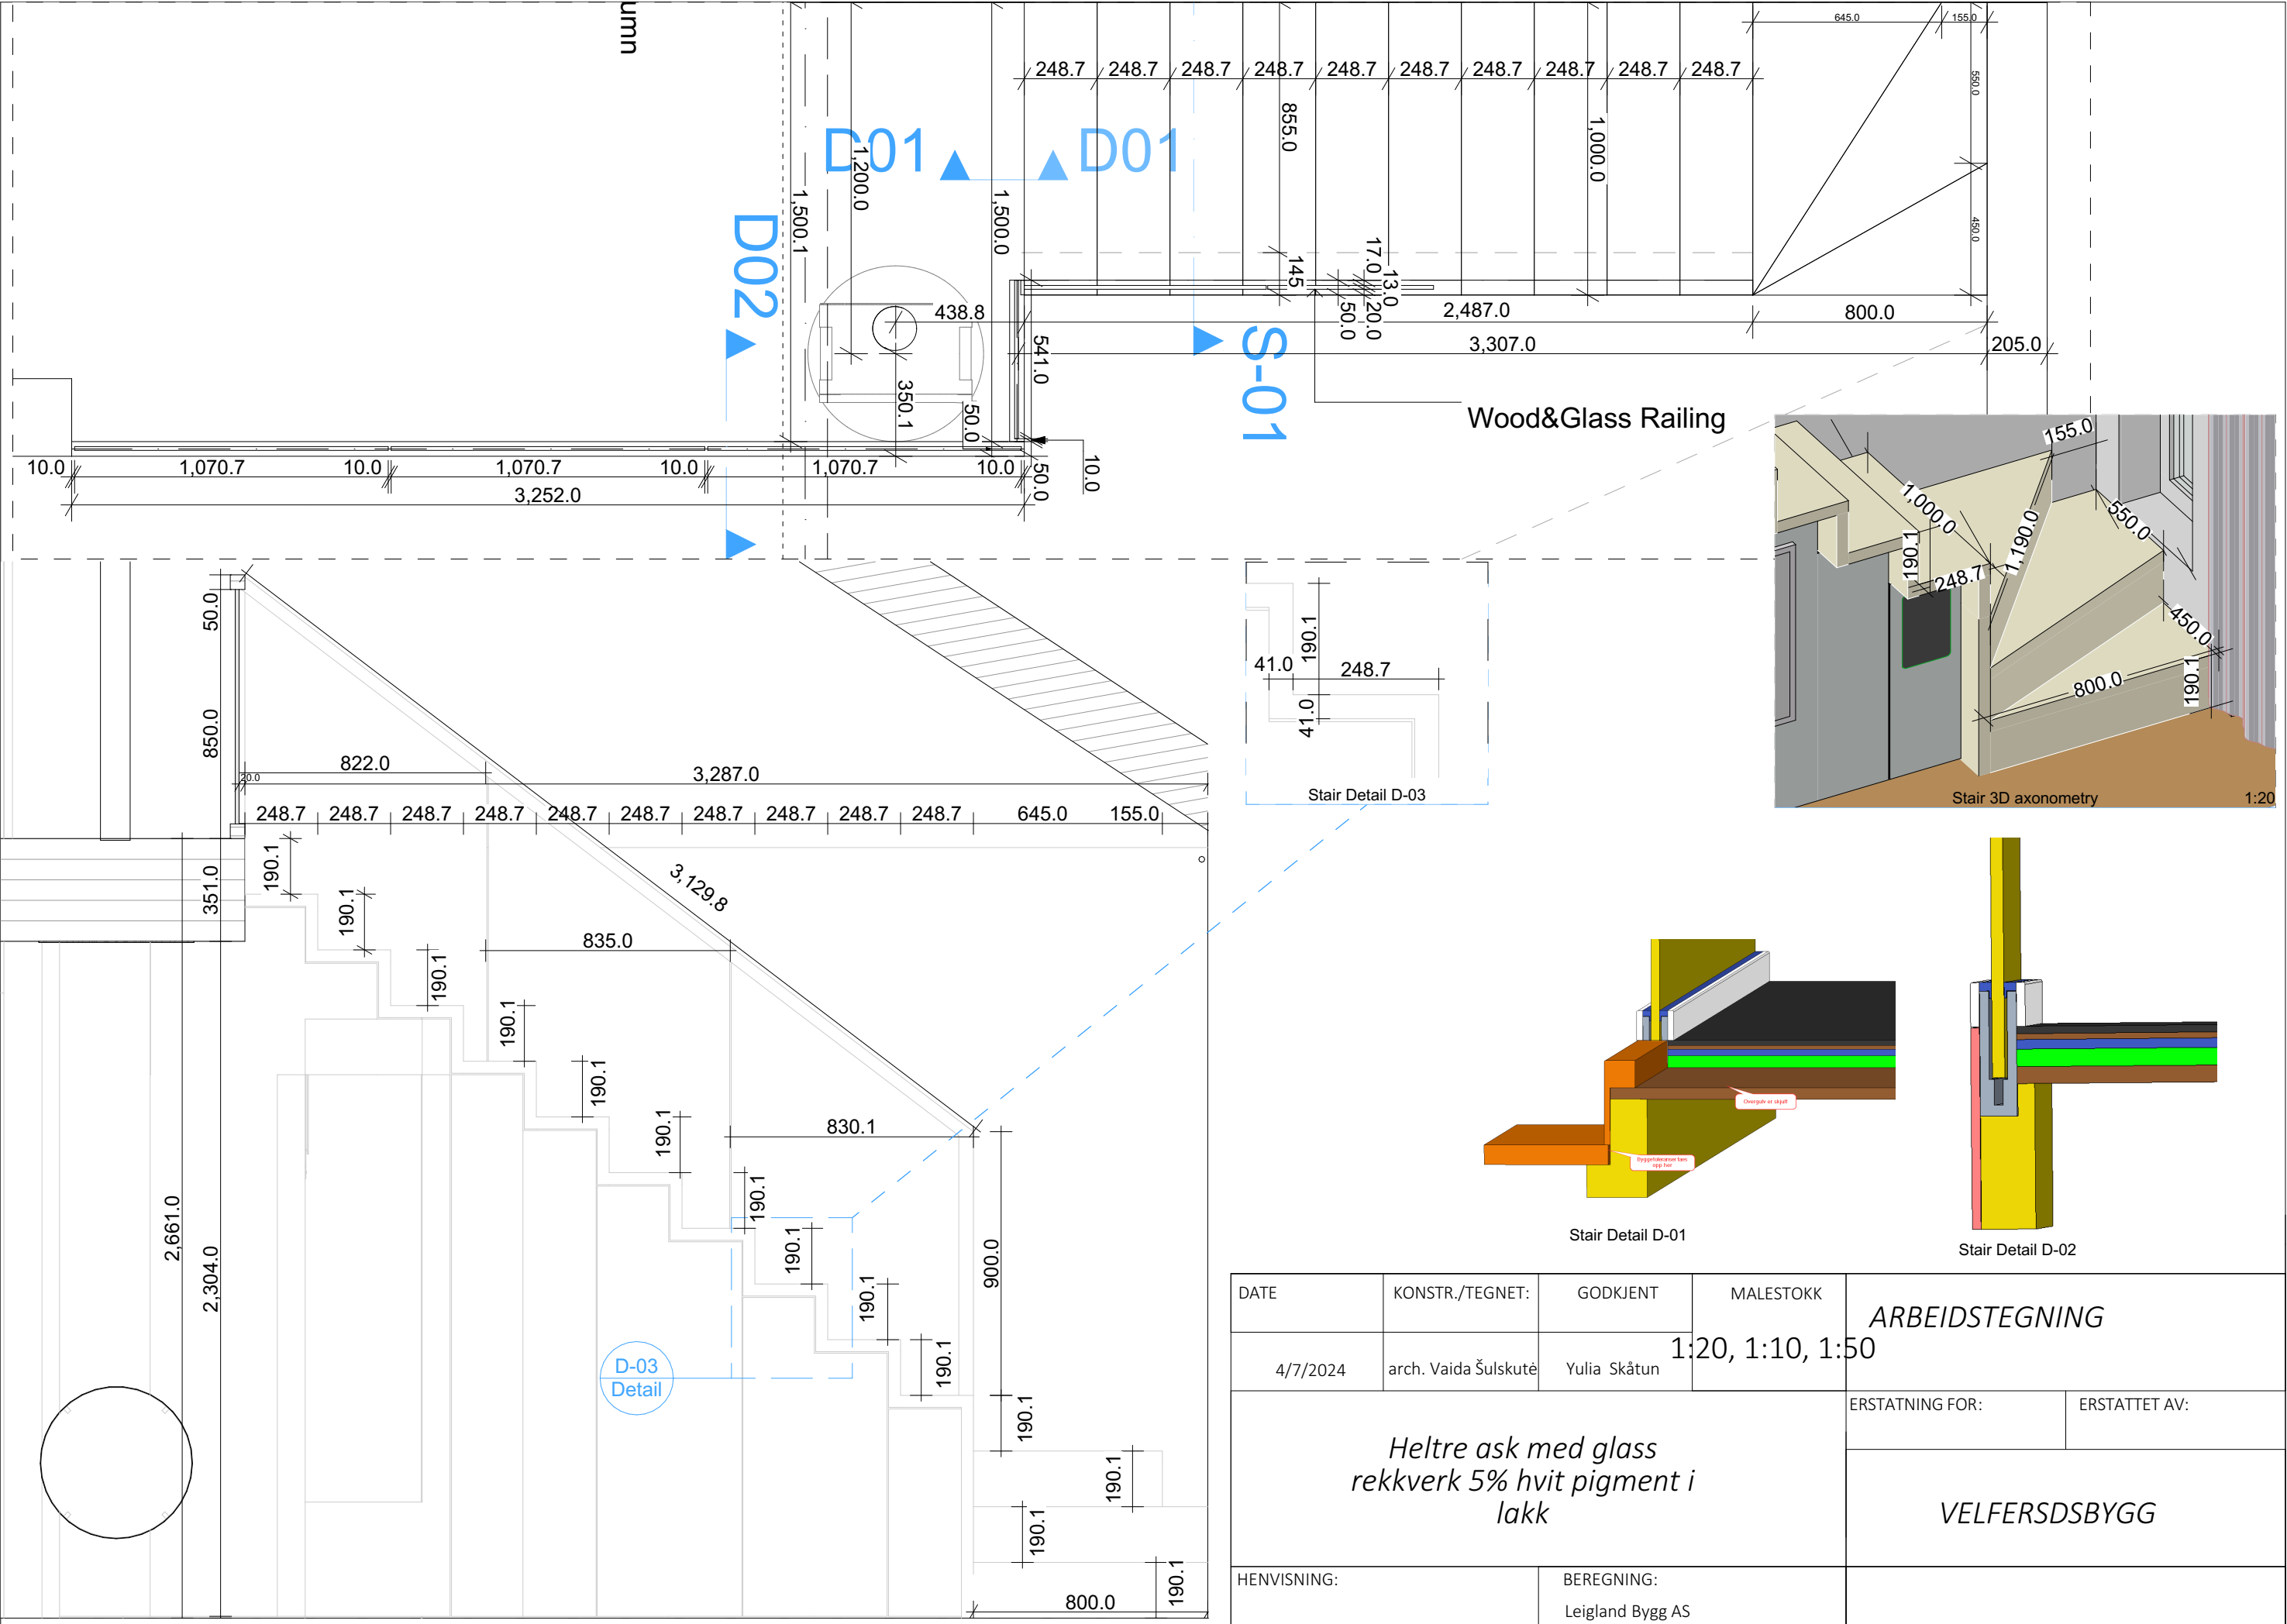 umn
645.0 155.0
248.7 248.7 248.7 248.7 248.7 248.7 248.7 248.7 248.7 248.7
550.0
855.0
1,000.0
D01 D01
1,200.0
1,500.1
1,500.0
D02
450.0
17.0
145
13.0
50.0
20.0
438.8
2,487.0
800.0
541.0
3,307.0
205.0
S-01
350.1
50.0
Wood&Glass Railing
10.0 1,070.7 10.0 1,070.7 10.0 1,070.7 10.0
50.0
10.0
3,252.0
155.0
1,000.0
1,190.0
550.0
190.1
248.7
450.0
800.0
190.1
Stair 3D axonometry
1:20
50.0
850.0
822.0
20.0
3,287.0
248.7 248.7 248.7 248.7 248.7 248.7 248.7 248.7 248.7 248.7 645.0 155.0
190.1
41.0
248.7
41.0
Stair Detail D-03
351.0
190.1
190.1
190.1
190.1
190.1
190.1
190.1
190.1
190.1
190.1
190.1
190.1
190.1
190.1
3,129.8
835.0
830.1
900.0
2,661.0
2,304.0
D-03
Detail
800.0
Overgulv er skjult
Byggetoleranser tas
opp her
Stair Detail D-01
Stair Detail D-02
DATE
KONSTR./TEGNET:
GODKJENT
MALESTOKK
ARBEIDSTEGNING
4/7/2024
arch. Vaida Šulskutė
Yulia Skåtun
1:20, 1:10, 1:50
ERSTATNING FOR:
ERSTATTET AV:
Heltre ask med glass
rekkverk 5% hvit pigment i
lakk
VELFERSDSBYGG
HENVISNING:
BEREGNING:
Leigland Bygg AS